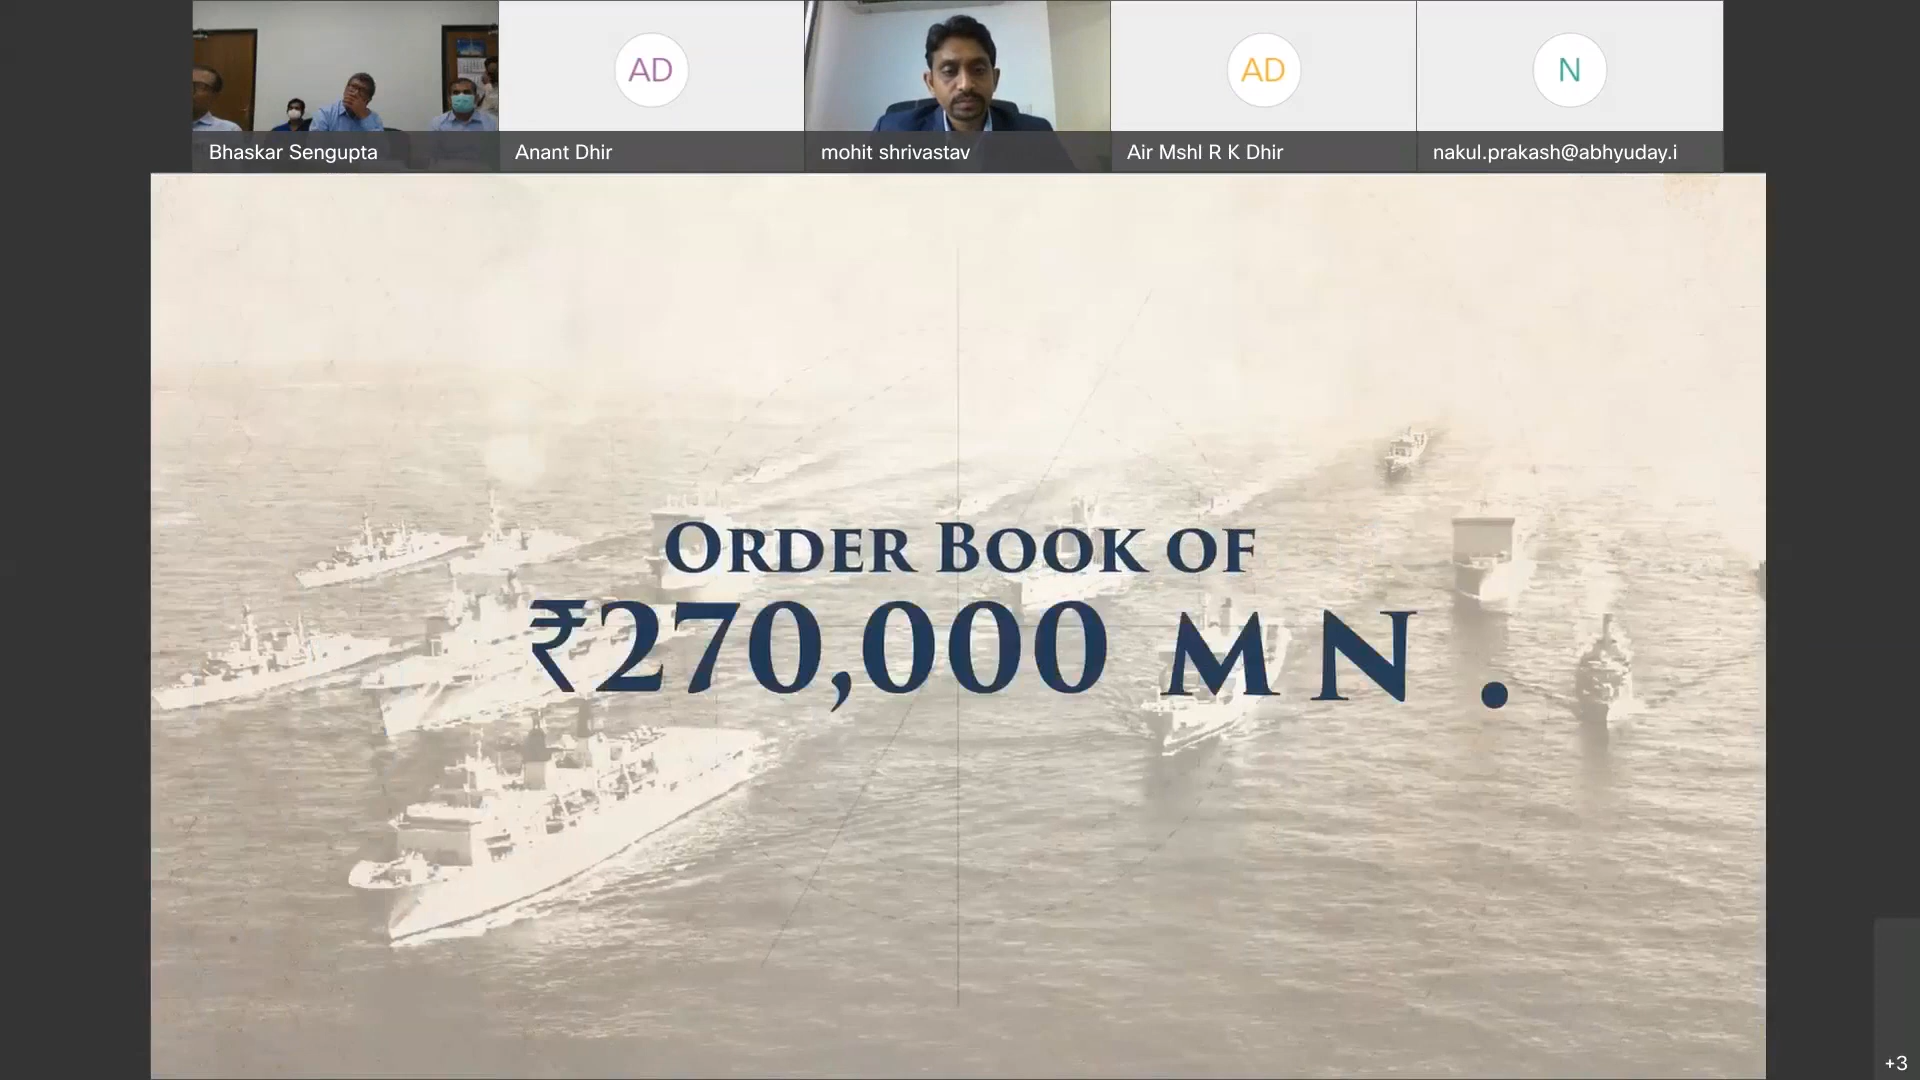 AD
AD
N
Bhaskar Sengupta
Anant Dhir
mohit shrivastav
Air Mshl R K Dhir
nakul.prakash@abhyuday.i
ORDER BOOK OF
₹270,000 MN.
+3